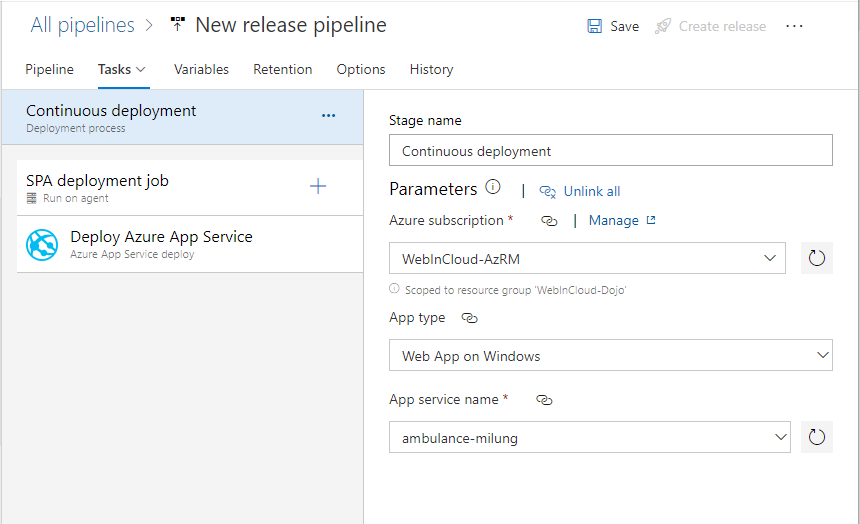 All pipelines > New release pipeline
Save
Create release
...
Pipeline
Tasks
Variables
Retention
Options
History
Continuous deployment
...
Deployment process
SPA deployment job
Run on agent
Deploy Azure App Service
Azure App Service deploy
Stage name
Continuous deployment
Parameters | Unlink all
Azure subscription * | Manage
WebInCloud-AzRM
Scoped to resource group 'WebInCloud-Dojo'
App type
Web App on Windows
App service name *
ambulance-milung